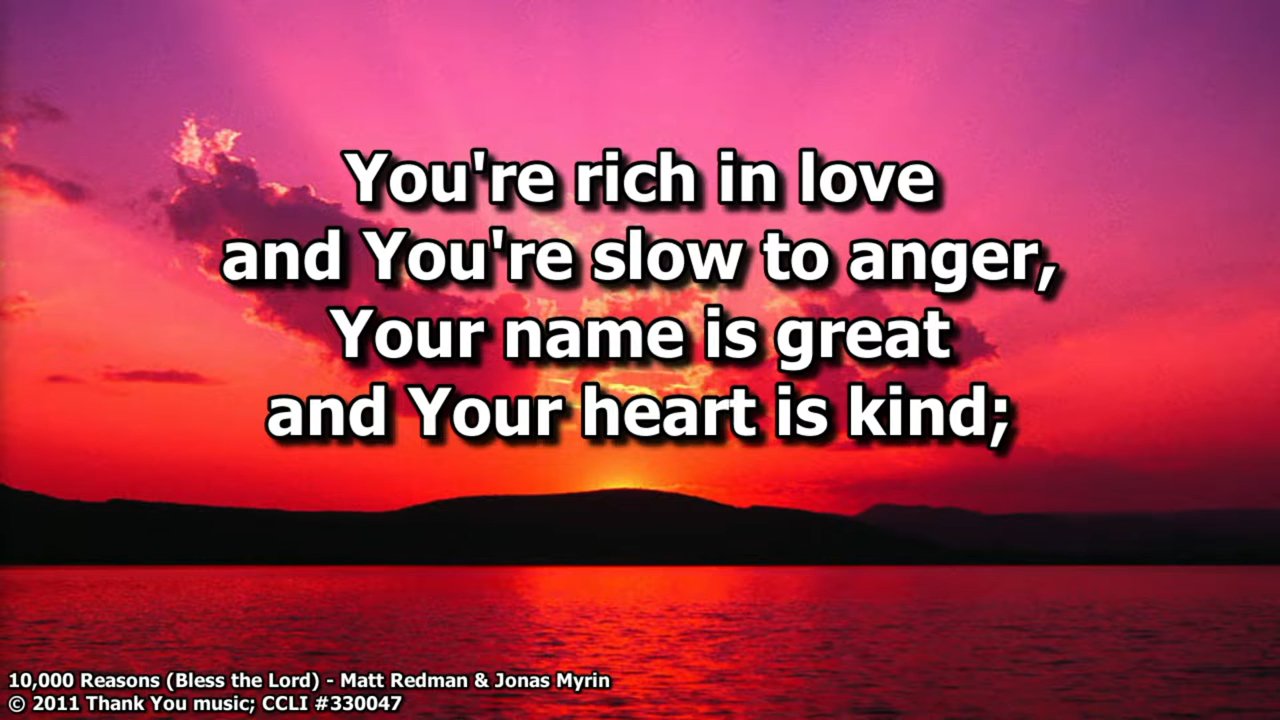 You're rich in love
and You're slow to anger,
Your name is great
and Your heart is kind;
10,000 Reasons (Bless the Lord) - Matt Redman & Jonas Myrin
© 2011 Thank You music; CCLI #330047